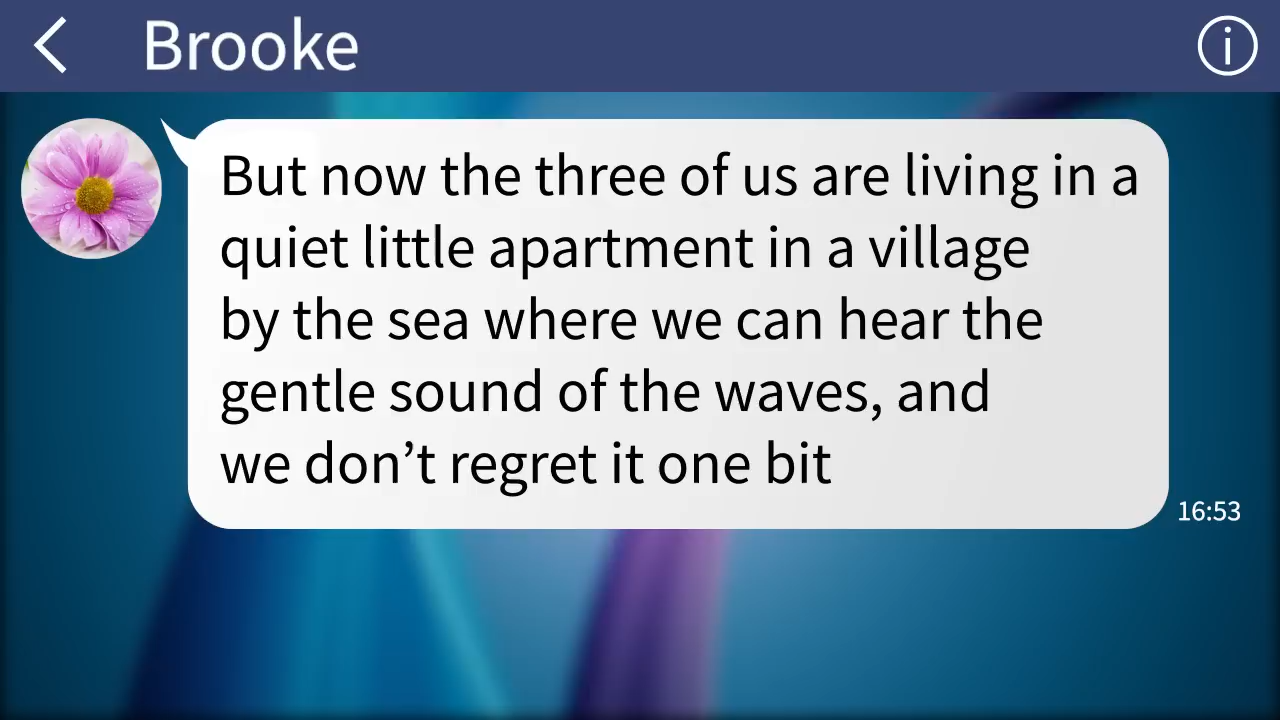 Brooke
But now the three of us are living in a
quiet little apartment in a village
by the sea where we can hear the
gentle sound of the waves, and
we don’t regret it one bit
16:53